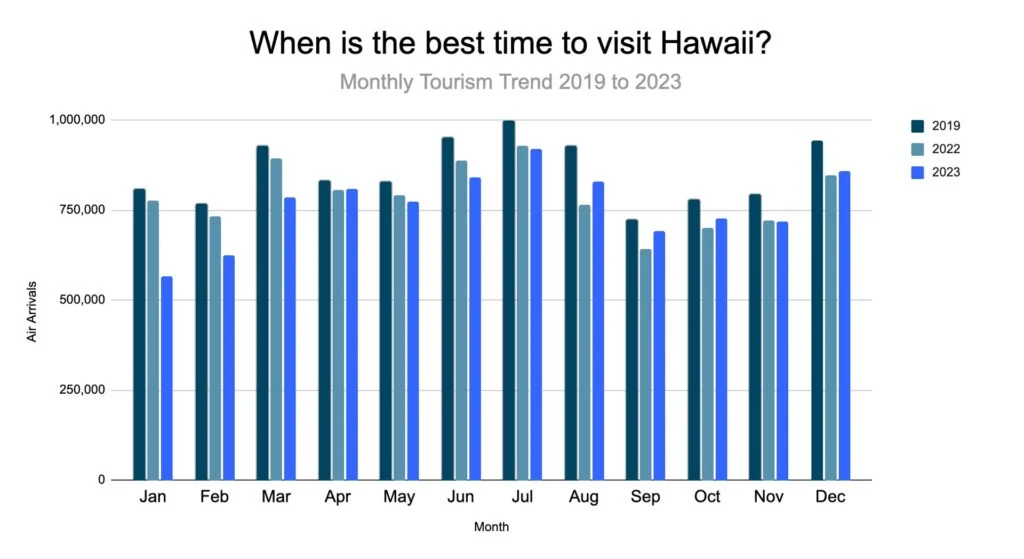 When is the best time to visit Hawaii?
Monthly Tourism Trend 2019 to 2023
1,000,000
750,000
500,000
250,000
0
Air Arrivals
Jan Feb Mar Apr May Jun Jul Aug Sep Oct Nov Dec
Month
2019
2022
2023